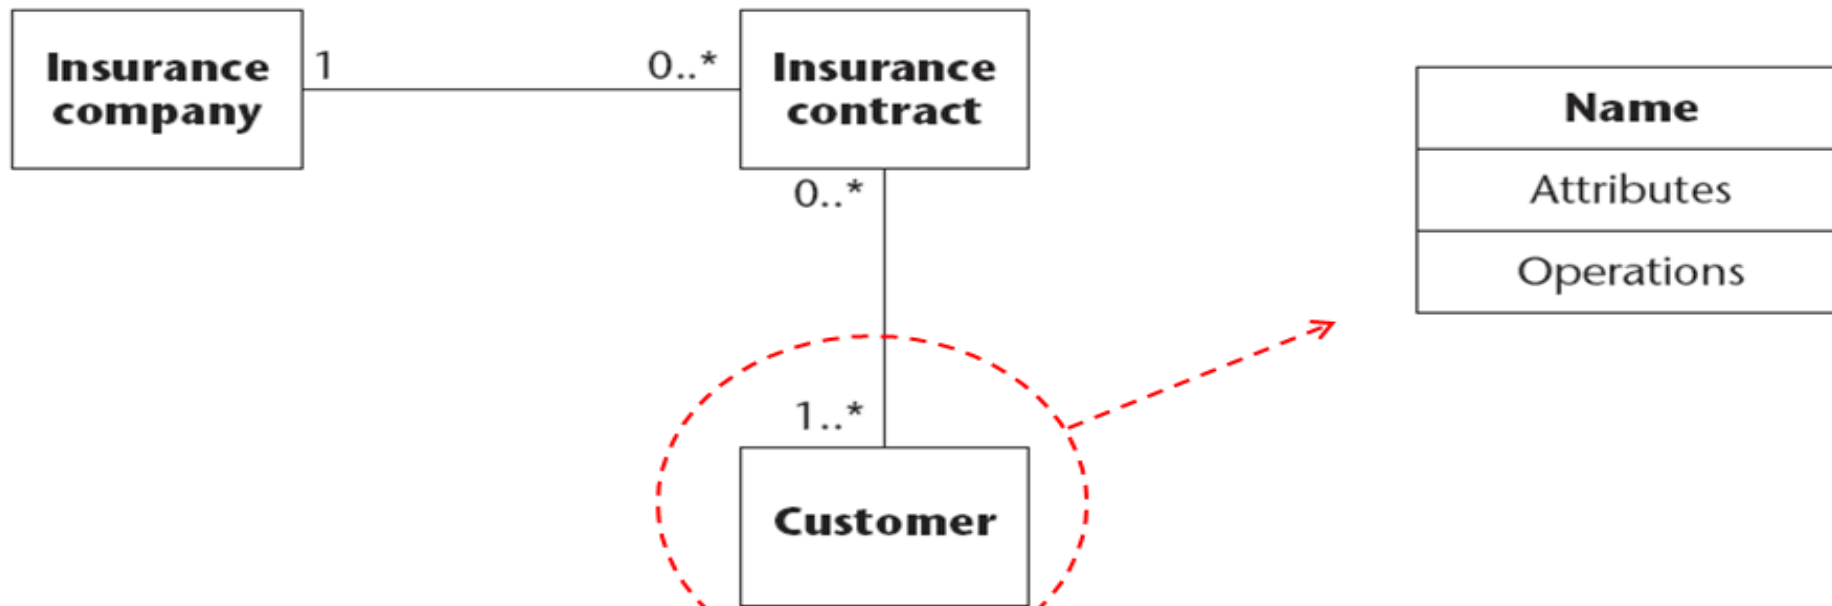 Insurance
company
1
0..*
Insurance
contract
0..*
1..*
Customer
Name
Attributes
Operations